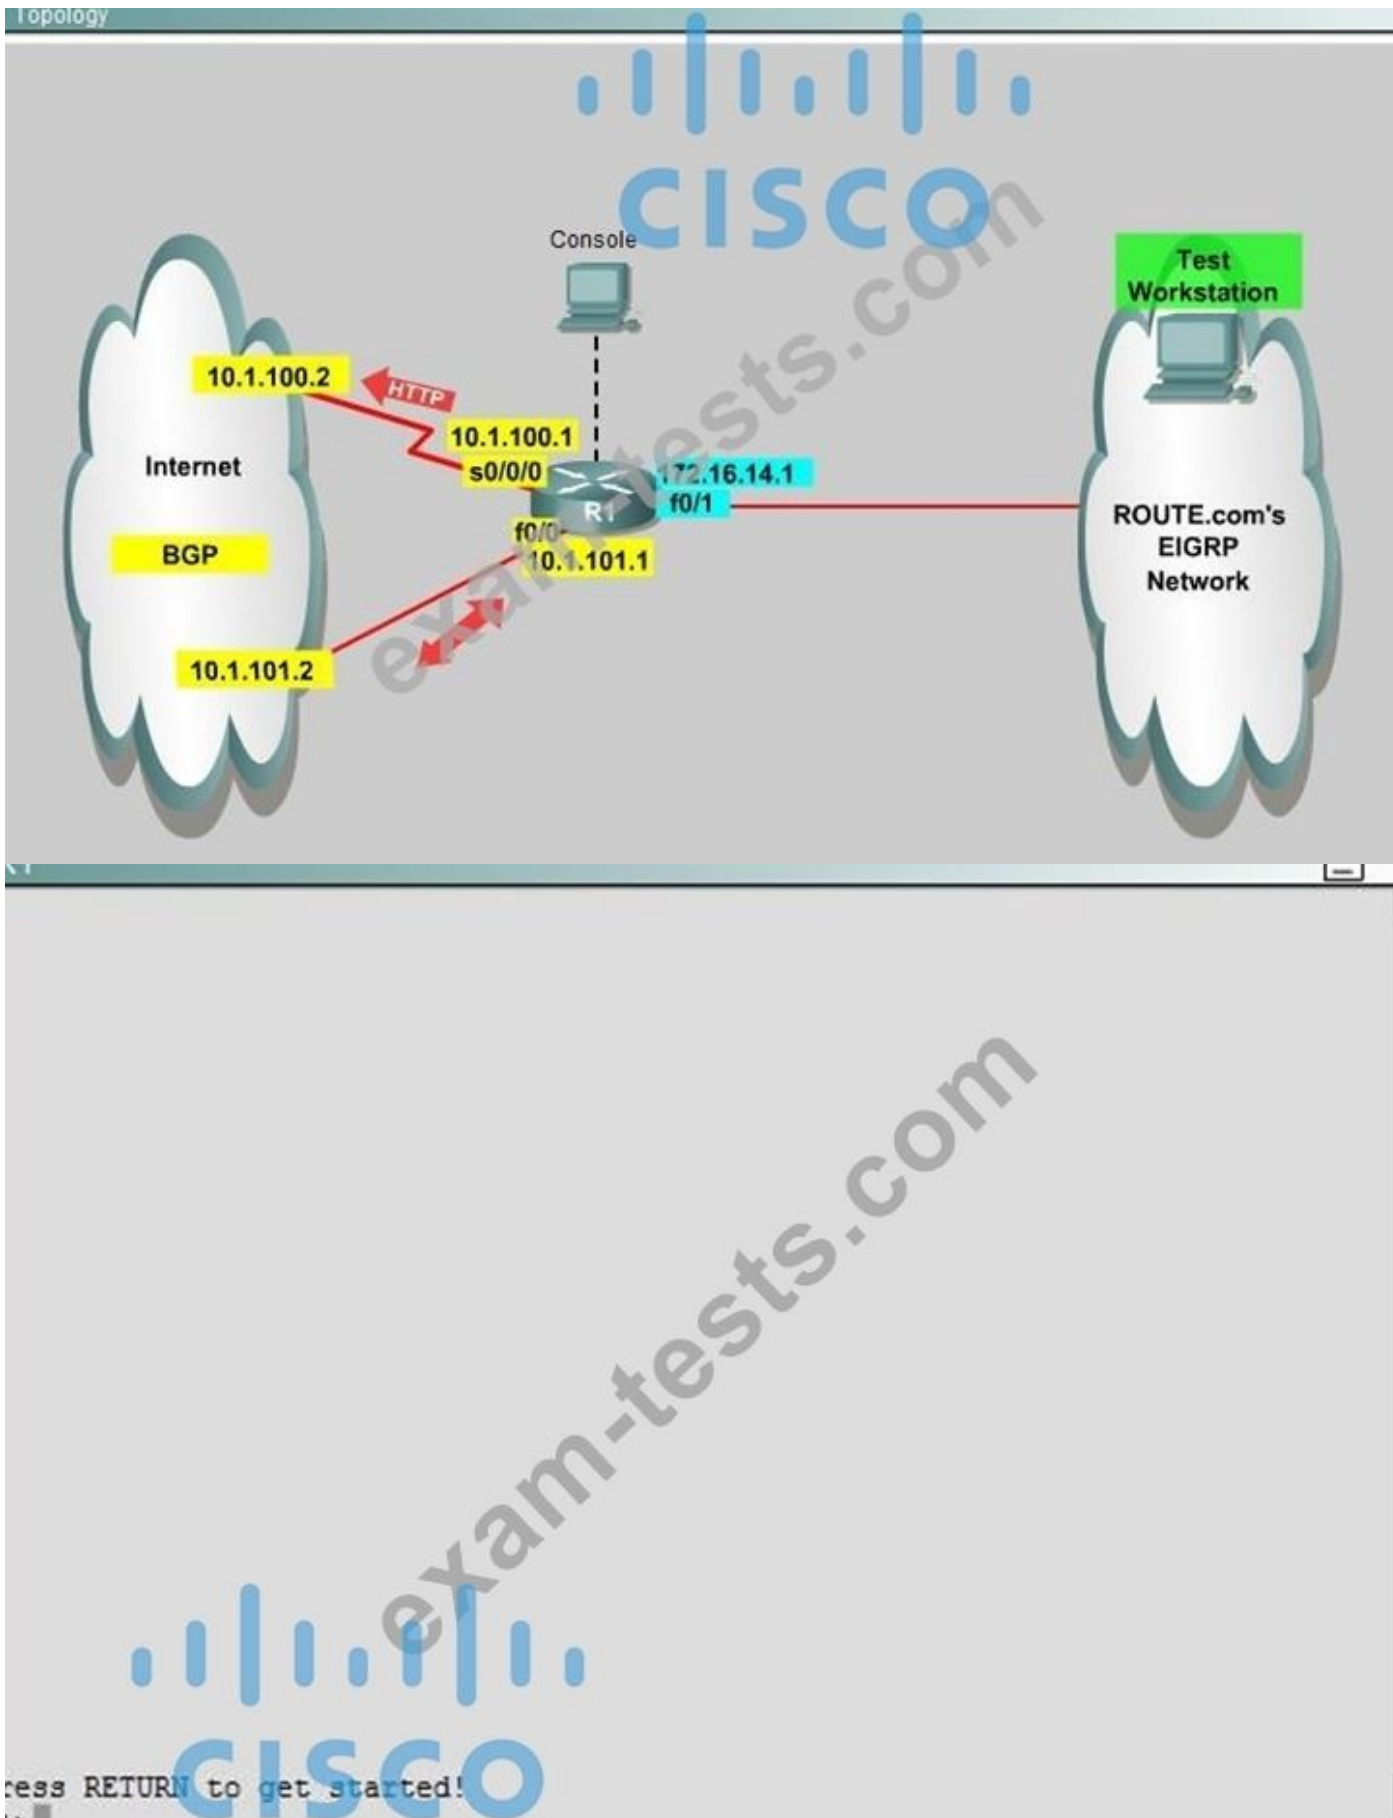 Topology
CISCO
Console
Test
Workstation
10.1.100.2
HTTP
10.1.100.1
Internet
s0/0/0
172.16.14.1
R1
f0/1
f0/0
BGP
10.1.101.1
ROUTE.com's
EIGRP
Network
10.1.101.2
exam-tests.com
exam-tests.com
CISCO
ress RETURN to get started!